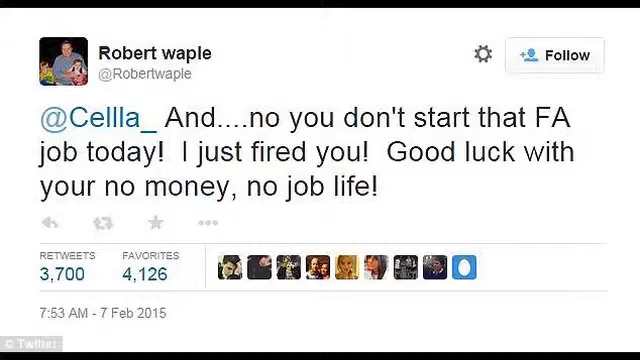 Robert waple
@Robertwaple
Follow
@Cellla_ And....no you don't start that FA
job today!  I just fired you!  Good luck with
your no money, no job life!
RETWEETS FAVORITES
3,700 4,126
7:53 AM - 7 Feb 2015
© Twitter